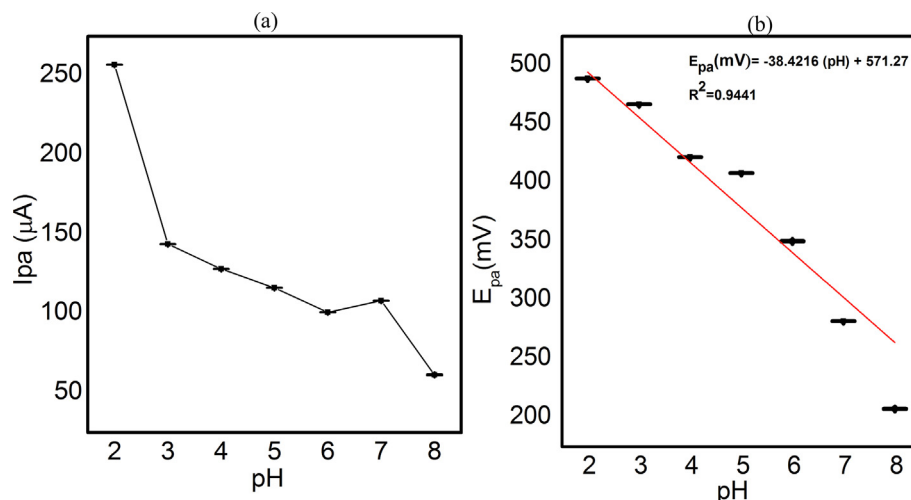 (a)
250
200
150
100
50
Ipa (μA)
2 3 4 5 6 7 8
pH
(b)
E_pa(mV)= -38.4216 (pH) + 571.27
R²=0.9441
500
450
400
350
300
250
200
E_pa(mV)
2 3 4 5 6 7 8
pH